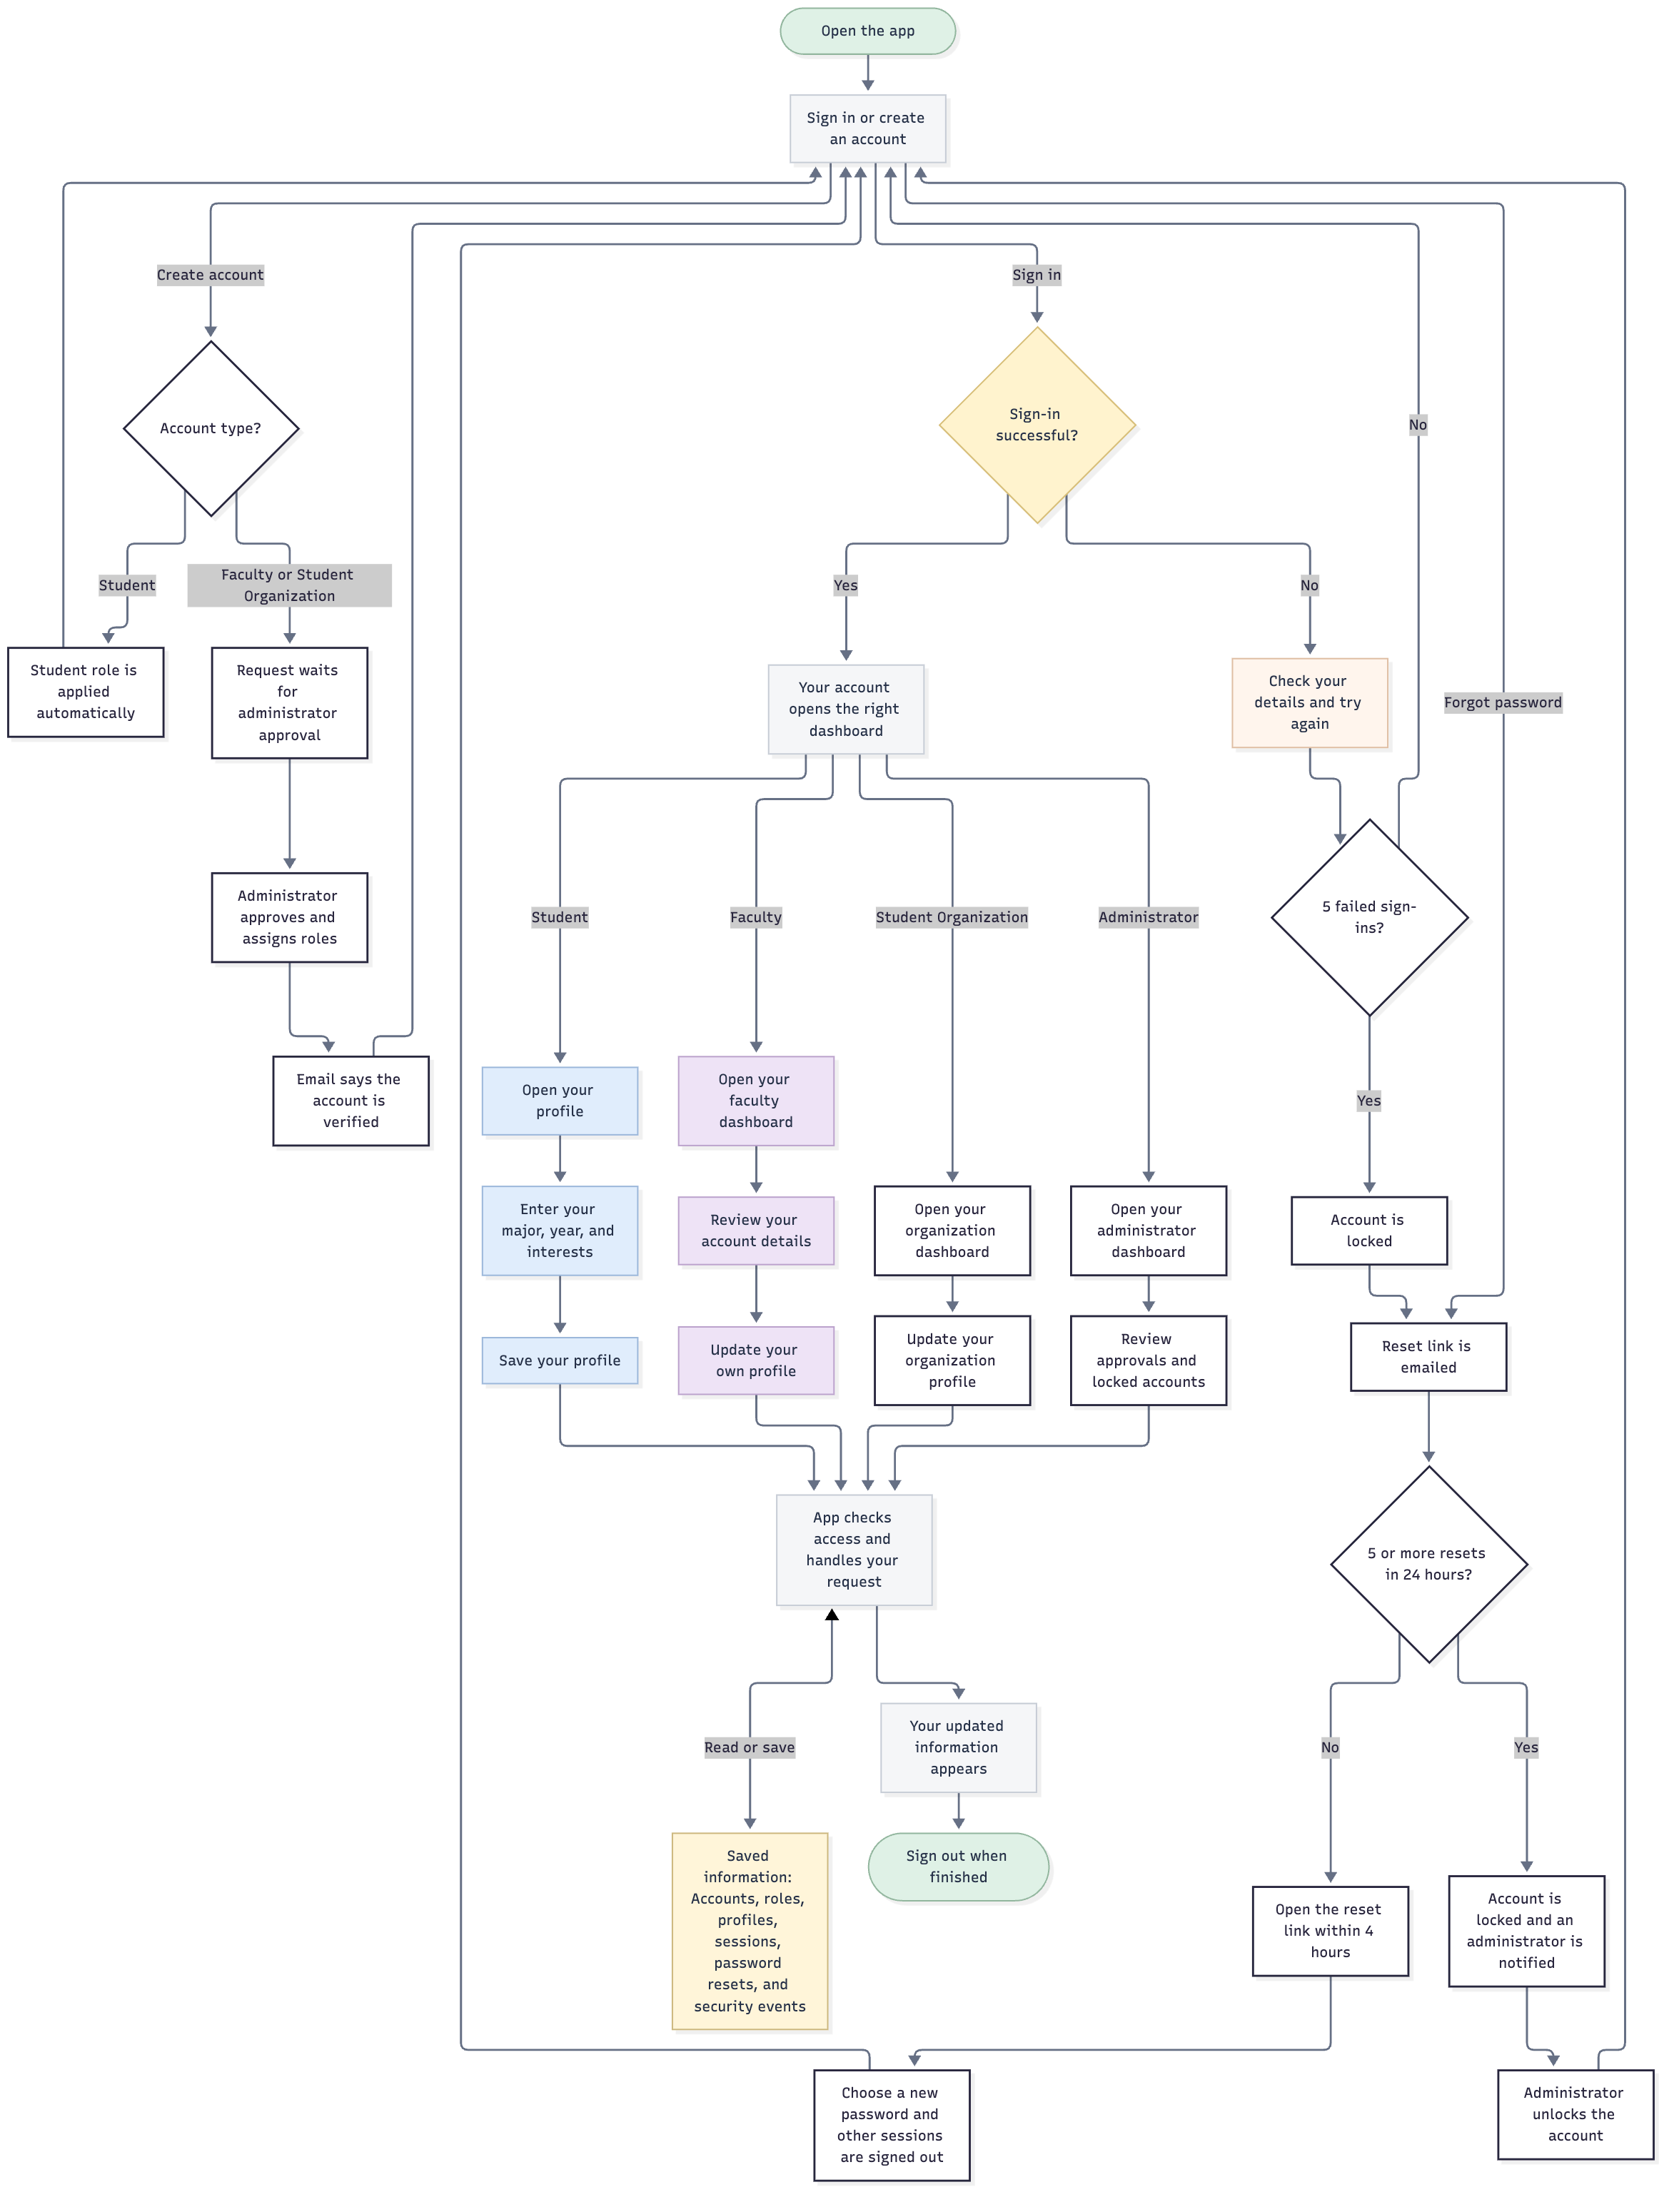 Open the app
Sign in or create
an account
Create account
Sign in
Account type?
Sign-in
successful?
No
Student
Faculty or Student
Organization
Yes
No
Student role is
applied
automatically
Request waits
for
administrator
approval
Your account
opens the right
dashboard
Check your
details and try
again
Forgot password
Administrator
approves and
assigns roles
Student
Faculty
Student Organization
Administrator
5 failed sign-
ins?
Email says the
account is
verified
Open your
profile
Open your
faculty
dashboard
Yes
Enter your
major, year, and
interests
Review your
account details
Open your
organization
dashboard
Open your
administrator
dashboard
Account is
locked
Save your profile
Update your
own profile
Update your
organization
profile
Review
approvals and
locked accounts
Reset link is
emailed
App checks
access and
handles your
request
5 or more resets
in 24 hours?
Read or save
Your updated
information
appears
No
Yes
Saved
information:
Accounts, roles,
profiles,
sessions,
password
resets, and
security events
Sign out when
finished
Open the reset
link within 4
hours
Account is
locked and an
administrator is
notified
Choose a new
password and
other sessions
are signed out
Administrator
unlocks the
account